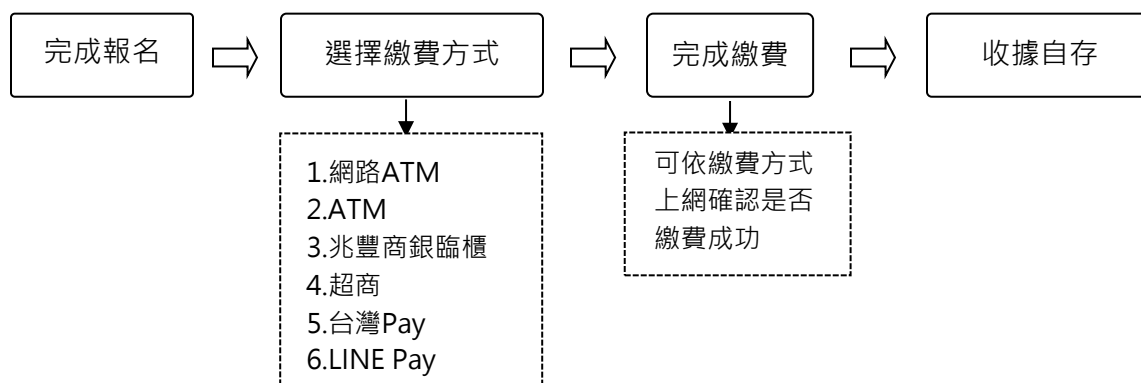 完成報名
選擇繳費方式
完成繳費
收據自存
1.網路ATM
2.ATM
3.兆豐商銀臨櫃
4.超商
5.台灣Pay
6.LINE Pay
可依繳費方式
上網確認是否
繳費成功